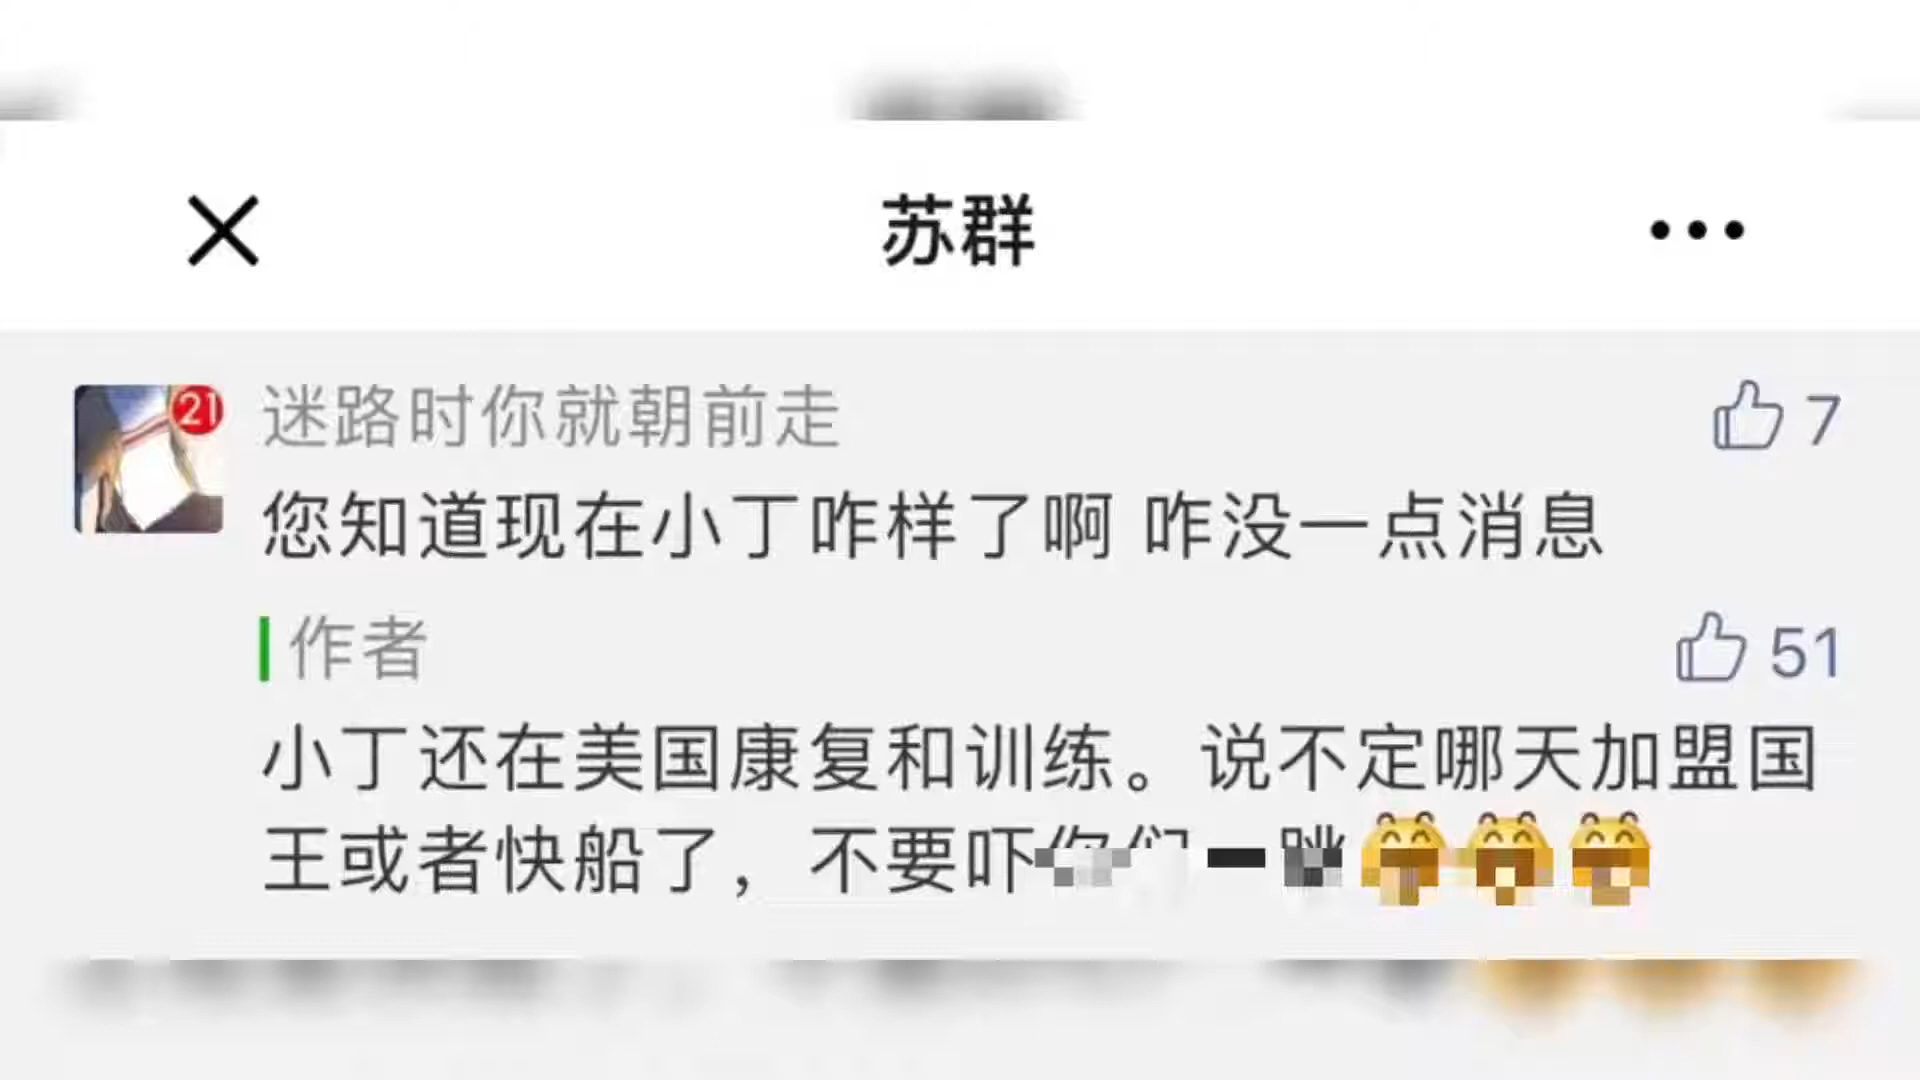 苏群
21
迷路时你就朝前走
7
您知道现在小丁咋样了啊 咋没一点消息
作者
51
小丁还在美国康复和训练。说不定哪天加盟国
王或者快船了，不要吓